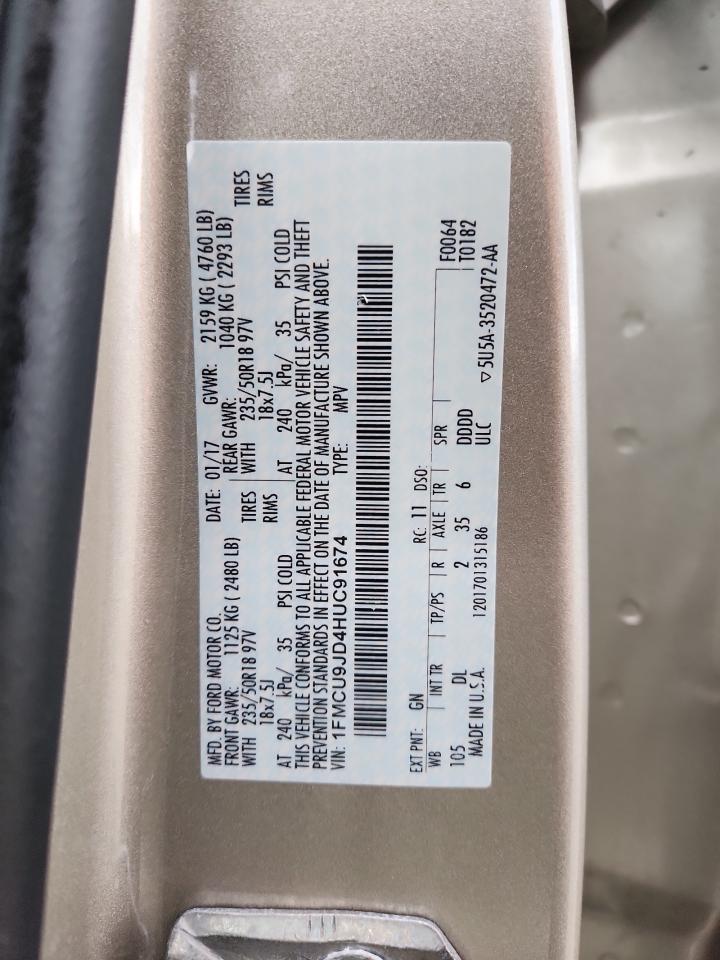 MFD. BY FORD MOTOR CO. DATE: 01/17 GVWR: 2159 KG ( 4760 LB)
FRONT GAWR: 1125 KG ( 2480 LB) REAR GAWR: 1040 KG ( 2293 LB)
WITH 235/50R18 97V TIRES WITH 235/50R18 97V TIRES
18x7.5J RIMS 18x7.5J RIMS
AT 240 kPa/ 35 PSI COLD AT 240 kPa/ 35 PSI COLD
THIS VEHICLE CONFORMS TO ALL APPLICABLE FEDERAL MOTOR VEHICLE SAFETY AND THEFT
PREVENTION STANDARDS IN EFFECT ON THE DATE OF MANUFACTURE SHOWN ABOVE.
VIN: 1FMCU9JD4HUC91674 TYPE: MPV
EXT PNT: GN RC: 11 DSO: F0064
WB INT TR TP/PS R AXLE TR SPR T0182
105 DL 2 35 6 DDDD
MADE IN U.S.A. 1201701315186 ULC ▽5U5A-3520472-AA